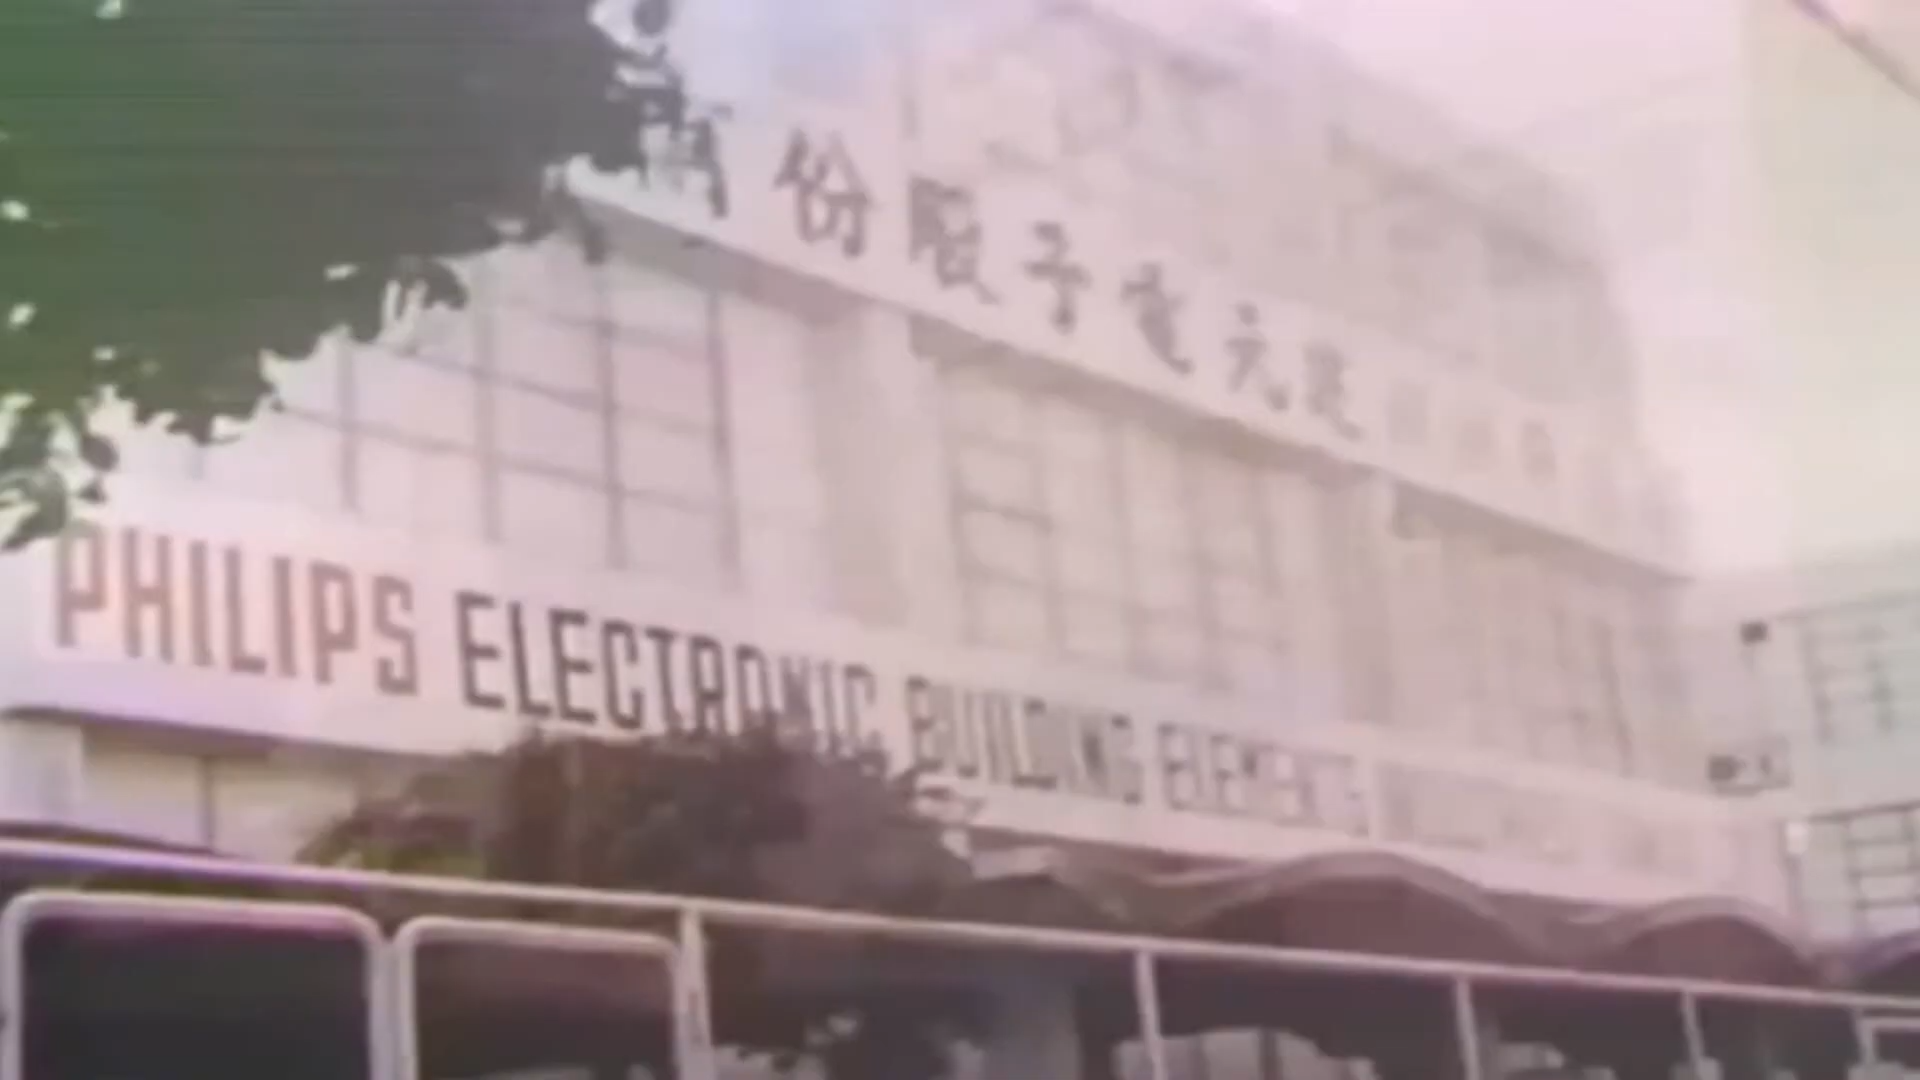 建元電子股份
PHILIPS ELECTRONIC BUILDING ELEMENTS